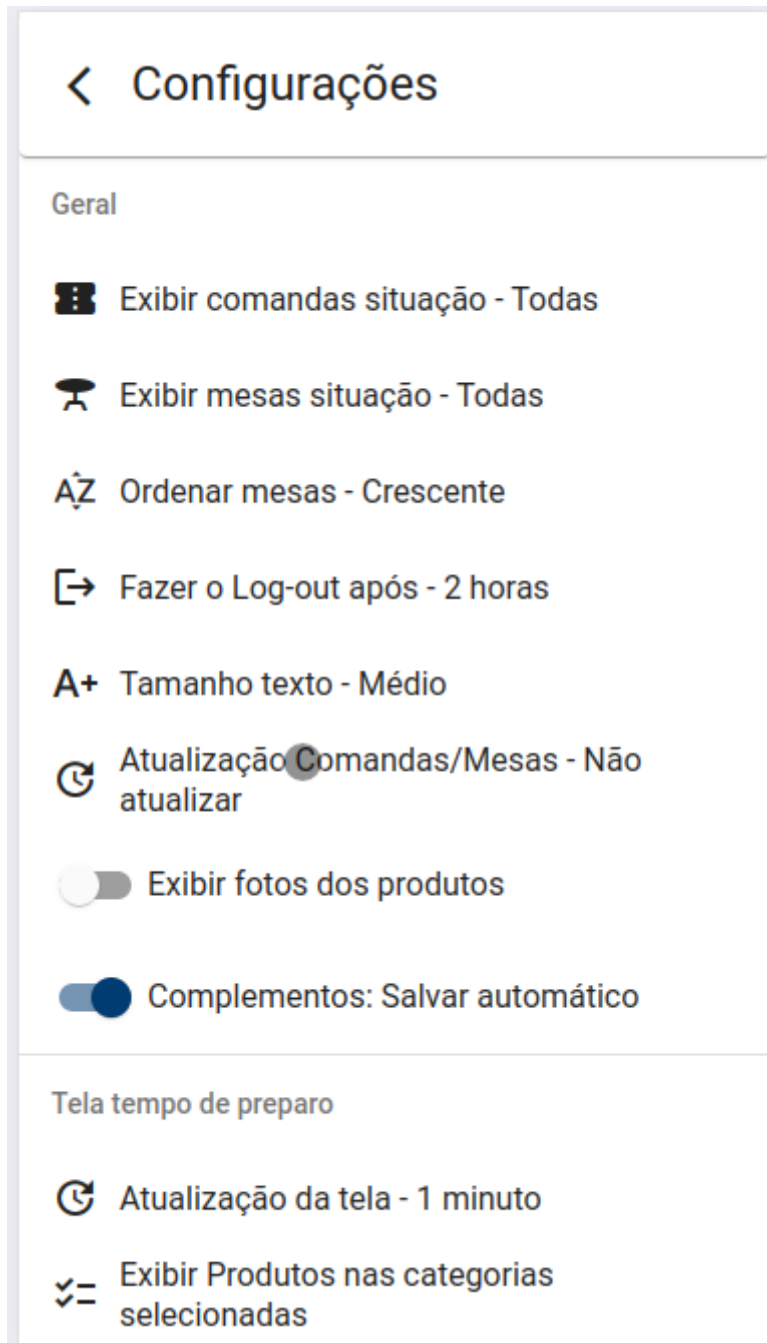 Configurações
Geral
Exibir comandas situação - Todas
Exibir mesas situação - Todas
AZ Ordenar mesas - Crescente
Fazer o Log-out após - 2 horas
A+ Tamanho texto - Médio
Atualização Comandas/Mesas - Não
atualizar
Exibir fotos dos produtos
Complementos: Salvar automático
Tela tempo de preparo
Atualização da tela - 1 minuto
Exibir Produtos nas categorias
selecionadas